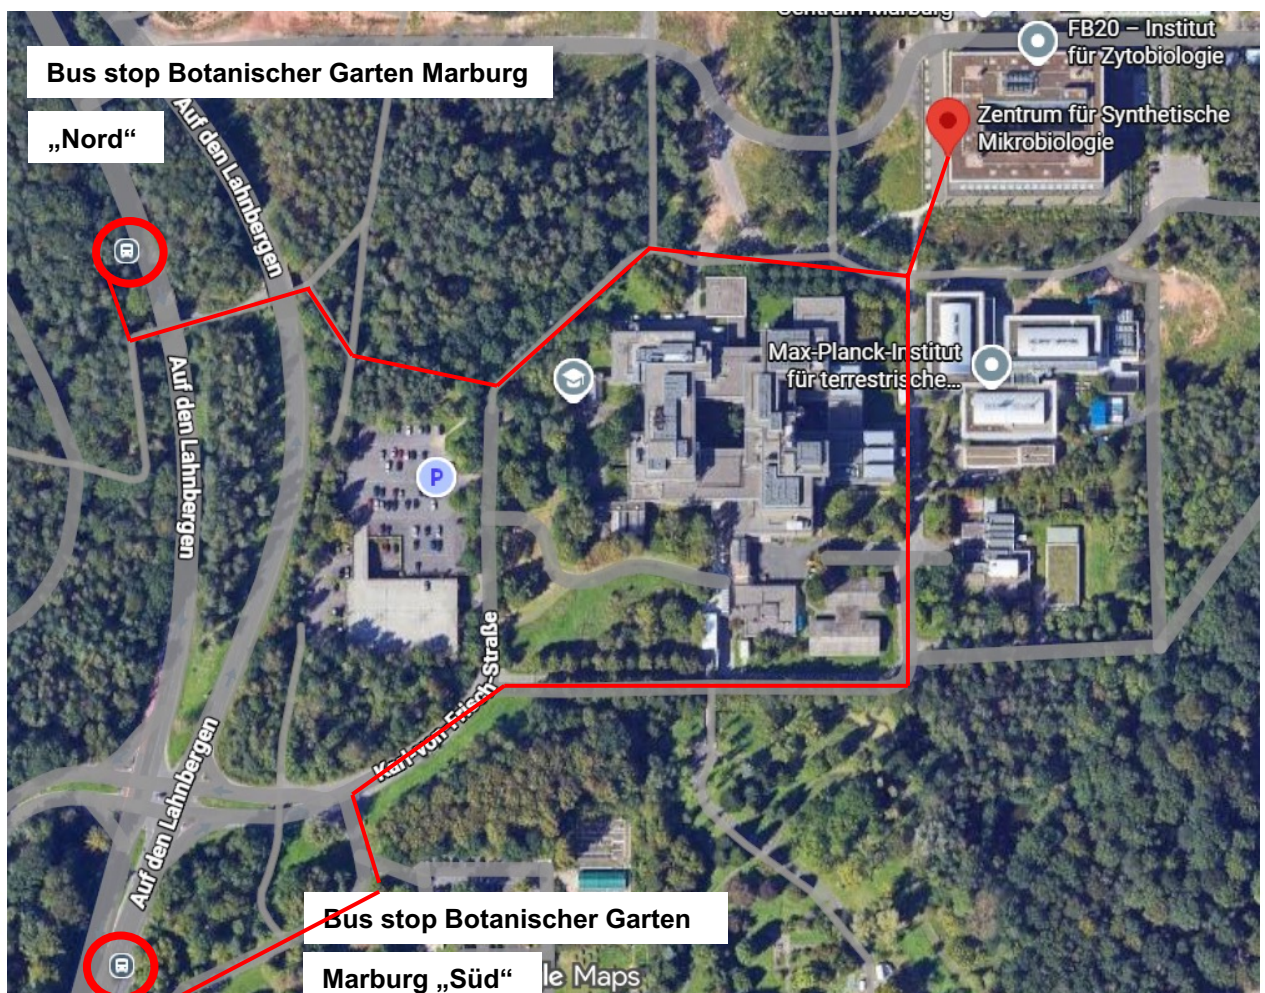 Bus stop Botanischer Garten Marburg
„Nord“
FB20 – Institut
für Zytobiologie
Zentrum für Synthetische
Mikrobiologie
Auf den Lahnbergen
Auf den Lahnbergen
Max-Planck-Institut
für terrestrische…
P
Karl-von-Frisch-Straße
Auf den Lahnbergen
Bus stop Botanischer Garten
Marburg „Süd“
le Maps